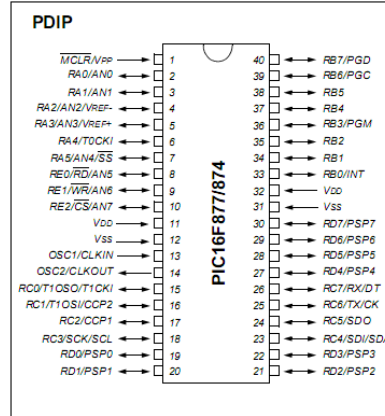 PDIP
MCLR/VPP 1
RA0/AN0 2
RA1/AN1 3
RA2/AN2/VREF- 4
RA3/AN3/VREF+ 5
RA4/T0CKI 6
RA5/AN4/SS 7
RE0/RD/AN5 8
RE1/WR/AN6 9
RE2/CS/AN7 10
VDD 11
VSS 12
OSC1/CLKIN 13
OSC2/CLKOUT 14
RC0/T1OSO/T1CKI 15
RC1/T1OSI/CCP2 16
RC2/CCP1 17
RC3/SCK/SCL 18
RD0/PSP0 19
RD1/PSP1 20
PIC16F877/874
40 RB7/PGD
39 RB6/PGC
38 RB5
37 RB4
36 RB3/PGM
35 RB2
34 RB1
33 RB0/INT
32 VDD
31 VSS
30 RD7/PSP7
29 RD6/PSP6
28 RD5/PSP5
27 RD4/PSP4
26 RC7/RX/DT
25 RC6/TX/CK
24 RC5/SDO
23 RC4/SDI/SD
22 RD3/PSP3
21 RD2/PSP2